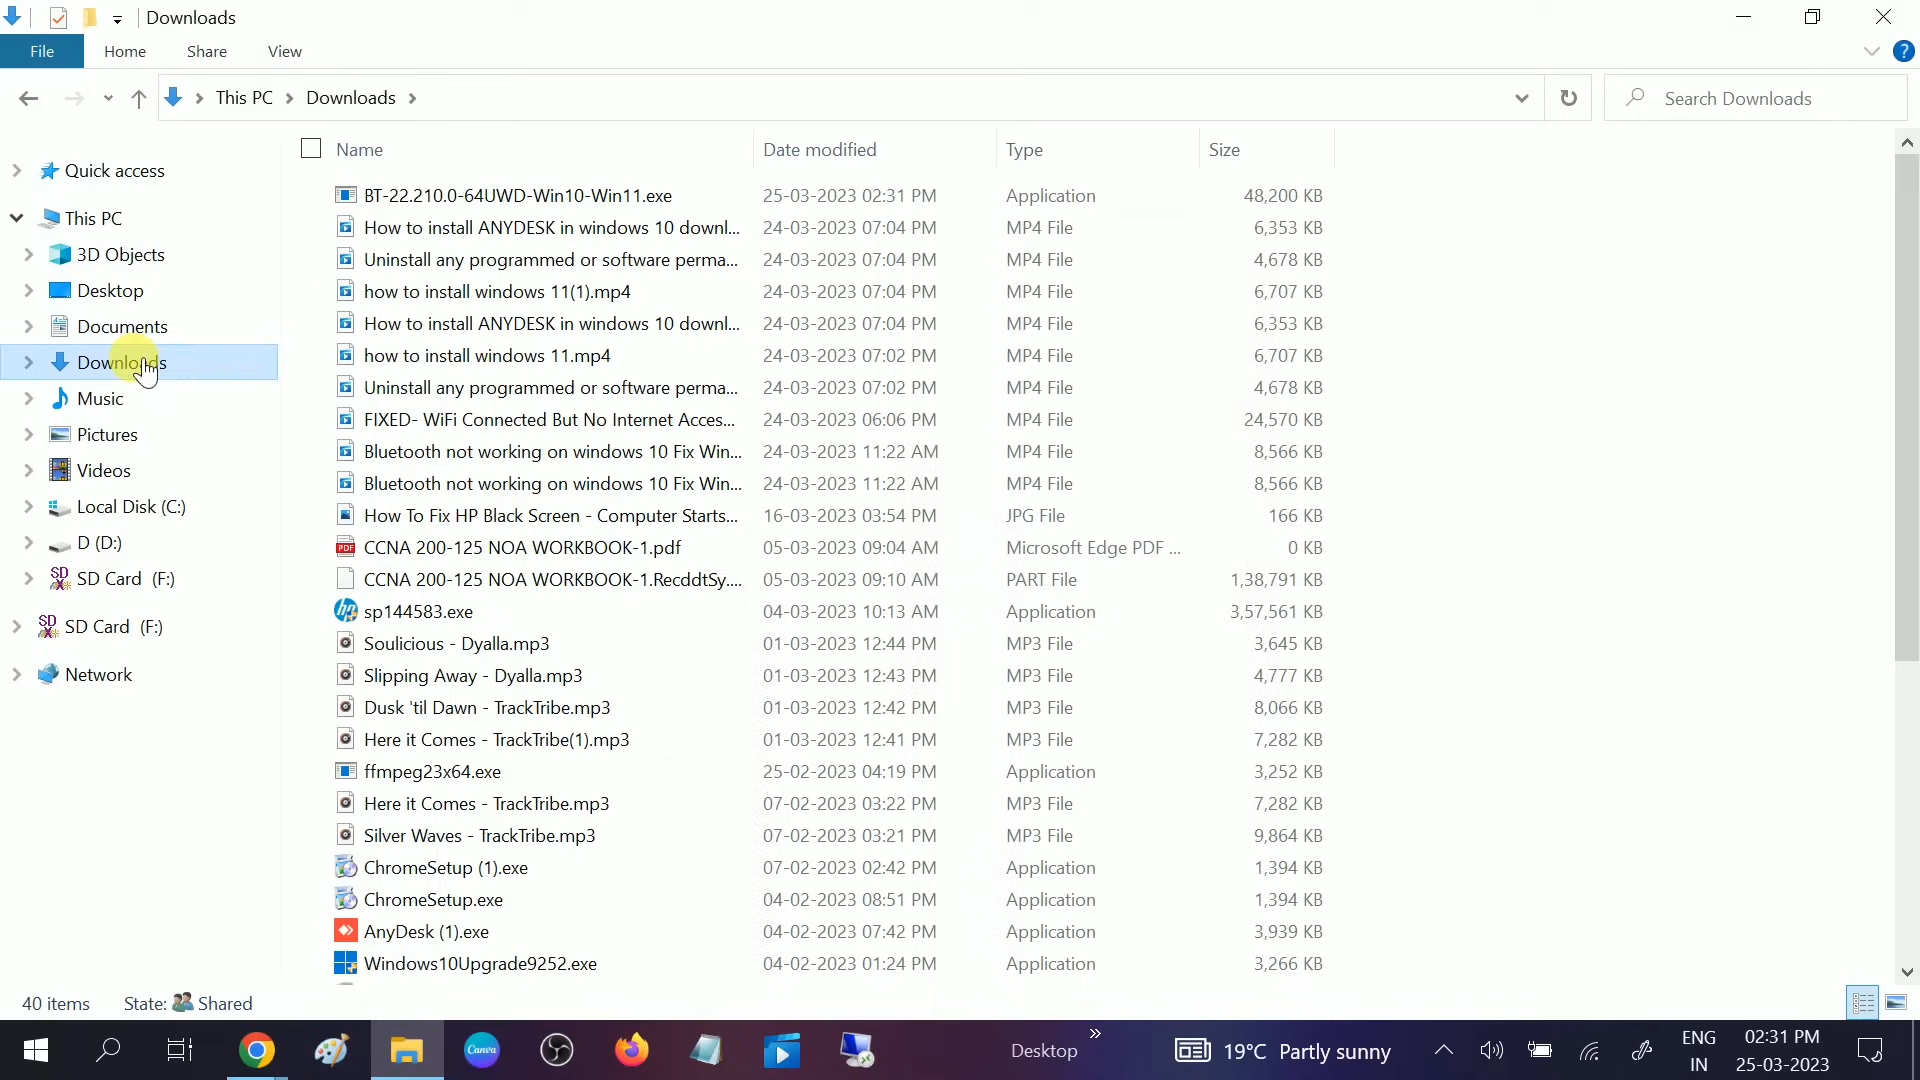 Downloads
File Home Share View
This PC Downloads Search Downloads
Name Date modified Type Size
Quick access
This PC
3D Objects
Desktop
Documents
Downloads
Music
Pictures
Videos
Local Disk (C:)
D (D:)
SD Card (F:)
SD Card (F:)
Network
BT-22.210.0-64UWD-Win10-Win11.exe 25-03-2023 02:31 PM Application 48,200 KB
How to install ANYDESK in windows 10 downl... 24-03-2023 07:04 PM MP4 File 6,353 KB
Uninstall any programmed or software perma... 24-03-2023 07:04 PM MP4 File 4,678 KB
how to install windows 11(1).mp4 24-03-2023 07:04 PM MP4 File 6,707 KB
How to install ANYDESK in windows 10 downl... 24-03-2023 07:04 PM MP4 File 6,353 KB
how to install windows 11.mp4 24-03-2023 07:02 PM MP4 File 6,707 KB
Uninstall any programmed or software perma... 24-03-2023 07:02 PM MP4 File 4,678 KB
FIXED- WiFi Connected But No Internet Acces... 24-03-2023 06:06 PM MP4 File 24,570 KB
Bluetooth not working on windows 10 Fix Win... 24-03-2023 11:22 AM MP4 File 8,566 KB
Bluetooth not working on windows 10 Fix Win... 24-03-2023 11:22 AM MP4 File 8,566 KB
How To Fix HP Black Screen - Computer Starts... 16-03-2023 03:54 PM JPG File 166 KB
CCNA 200-125 NOA WORKBOOK-1.pdf 05-03-2023 09:04 AM Microsoft Edge PDF ... 0 KB
CCNA 200-125 NOA WORKBOOK-1.RecddtSy.... 05-03-2023 09:10 AM PART File 1,38,791 KB
sp144583.exe 04-03-2023 10:13 AM Application 3,57,561 KB
Soulicious - Dyalla.mp3 01-03-2023 12:44 PM MP3 File 3,645 KB
Slipping Away - Dyalla.mp3 01-03-2023 12:43 PM MP3 File 4,777 KB
Dusk 'til Dawn - TrackTribe.mp3 01-03-2023 12:42 PM MP3 File 8,066 KB
Here it Comes - TrackTribe(1).mp3 01-03-2023 12:41 PM MP3 File 7,282 KB
ffmpeg23x64.exe 25-02-2023 04:19 PM Application 3,252 KB
Here it Comes - TrackTribe.mp3 07-02-2023 03:22 PM MP3 File 7,282 KB
Silver Waves - TrackTribe.mp3 07-02-2023 03:21 PM MP3 File 9,864 KB
ChromeSetup (1).exe 07-02-2023 02:42 PM Application 1,394 KB
ChromeSetup.exe 04-02-2023 08:51 PM Application 1,394 KB
AnyDesk (1).exe 04-02-2023 07:42 PM Application 3,939 KB
Windows10Upgrade9252.exe 04-02-2023 01:24 PM Application 3,266 KB
40 items State: Shared
Canva Desktop 19°C Partly sunny
ENG 02:31 PM
IN 25-03-2023